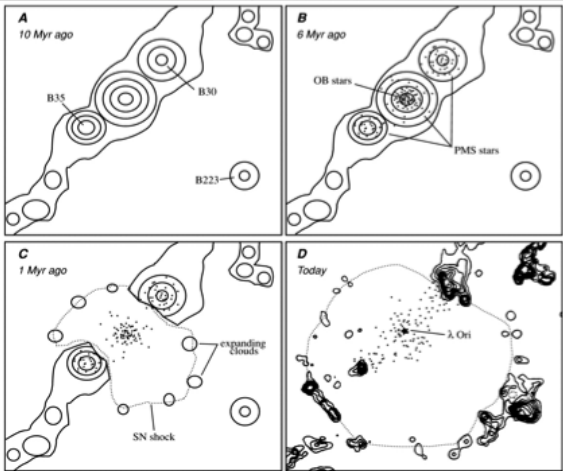 A
10 Myr ago
B30
B35
B223
B
6 Myr ago
OB stars
PMS stars
C
1 Myr ago
expanding
clouds
SN shock
D
Today
λ Ori